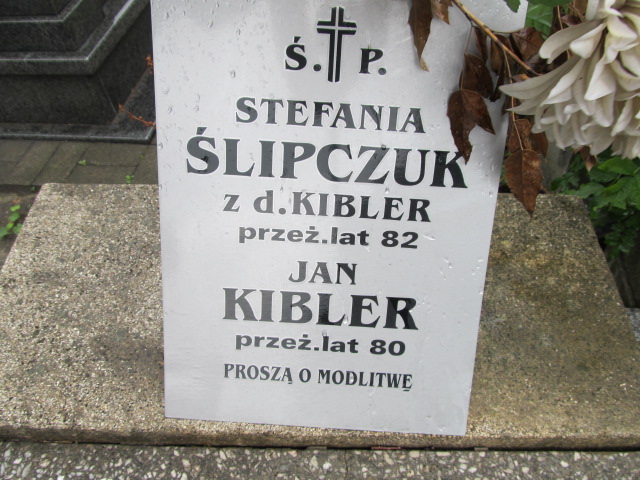 Ś. P.
STEFANIA
ŚLIPCZUK
z d.KIBLER
przeż.lat 82
JAN
KIBLER
przeż.lat 80
PROSZĄ O MODLITWĘ